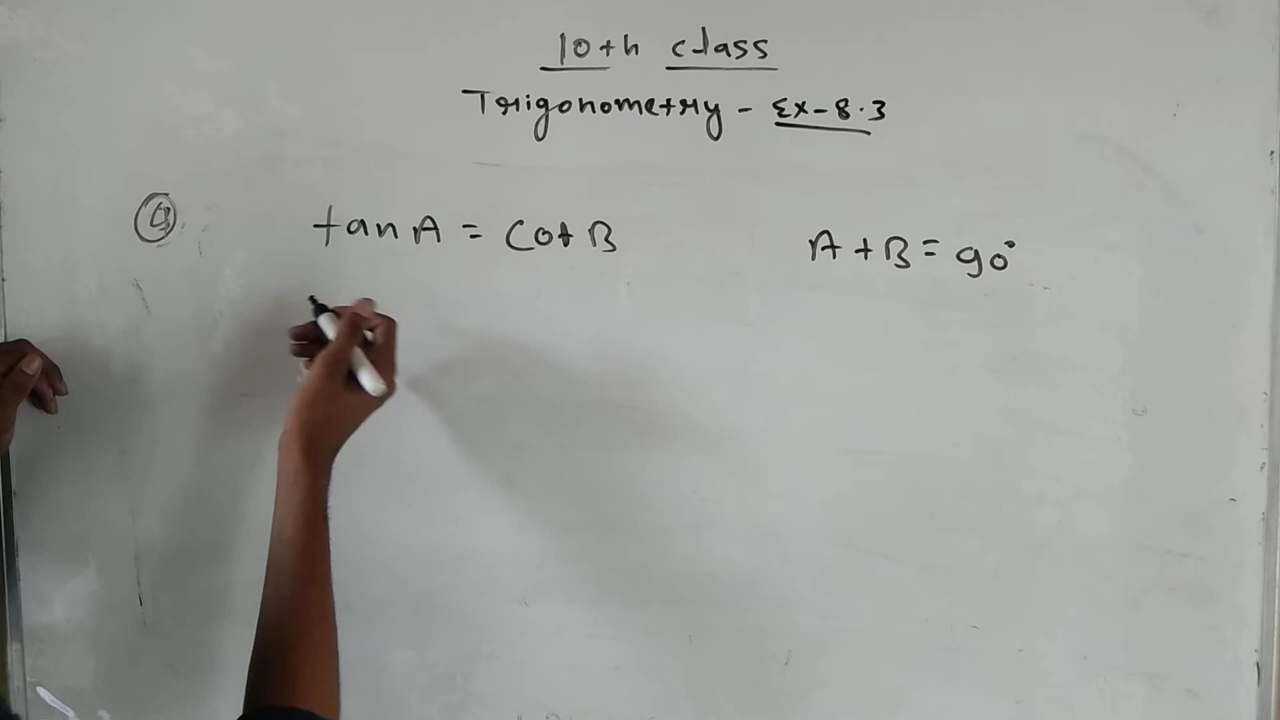 10th class
Trigonometry - Ex-8.3
④ tan A = Cot B A + B = 90°